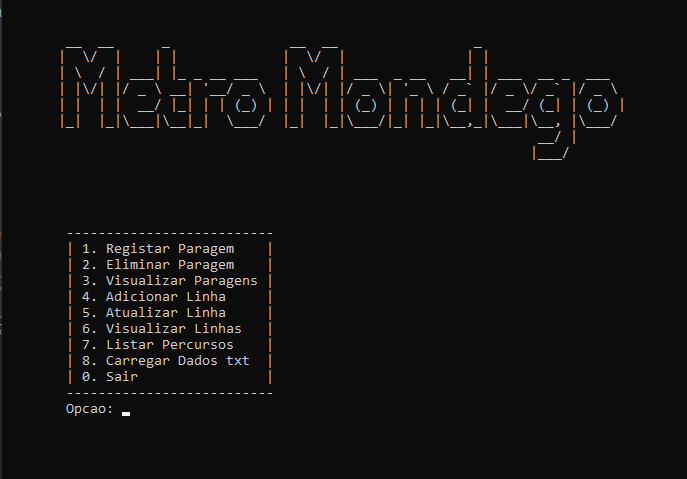 Metro Mondego
1. Registar Paragem
2. Eliminar Paragem
3. Visualizar Paragens
4. Adicionar Linha
5. Atualizar Linha
6. Visualizar Linhas
7. Listar Percursos
8. Carregar Dados txt
0. Sair
Opcao: